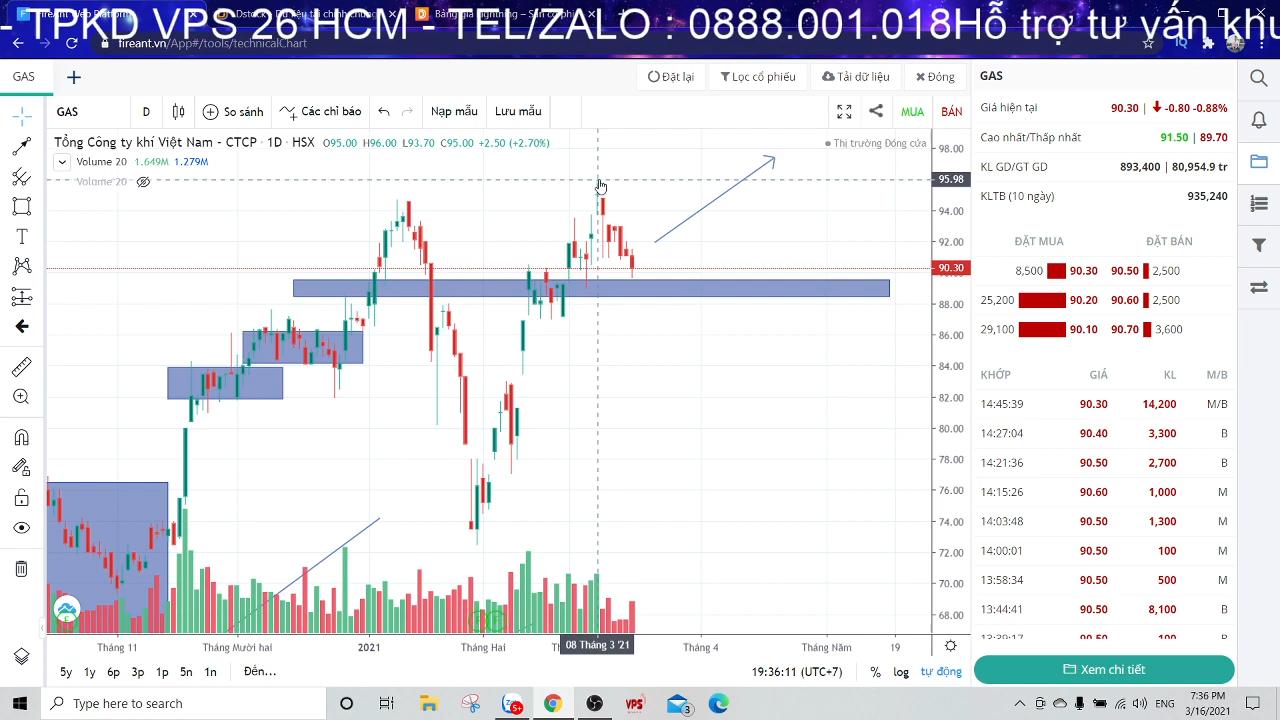 - TPKD VPS 26 HCM - TEL/ZALO : 0888.001.018Hỗ trợ tư vấn khu
fireant.vn/App#/tools/technicalChart
GAS
Đặt lại
Lọc cổ phiếu
Tải dữ liệu
Đóng
GAS
D
So sánh
Các chỉ báo
Nạp mẫu
Lưu mẫu
MUA
BÁN
Tổng Công ty khí Việt Nam - CTCP · 1D · HSX O95.00 H96.00 L93.70 C95.00 +2.50 (+2.70%)
Thị trường Đóng cửa
Volume 20 1.649M 1.279M
Volume 20
98.00
95.98
94.00
92.00
90.30
88.00
86.00
84.00
82.00
80.00
78.00
76.00
74.00
72.00
70.00
68.00
Tháng 11
Tháng Mười hai
2021
Tháng Hai
08 Tháng 3 '21
Tháng 4
Tháng Năm
19
5y 1y 6p 3p 1p 5n 1n Đến...
19:36:11 (UTC+7)
% log tự động
GAS
Giá hiện tại 90.30 -0.80 -0.88%
Cao nhất/Thấp nhất 91.50 | 89.70
KL GD/GT GD 893,400 | 80,954.9 tr
KLTB (10 ngày) 935,240
ĐẶT MUA ĐẶT BÁN
8,500 90.30 90.50 2,500
25,200 90.20 90.60 2,500
29,100 90.10 90.70 3,600
KHỚP GIÁ KL M/B
14:45:39 90.30 14,200 M/B
14:27:04 90.40 3,300 B
14:21:36 90.50 2,700 B
14:15:26 90.60 1,000 M
14:03:48 90.50 1,300 M
14:00:01 90.50 100 M
13:58:34 90.50 500 M
13:44:41 90.50 8,100 B
Xem chi tiết
Type here to search
5+
VPS
3
ENG
7:36 PM
3/16/2021